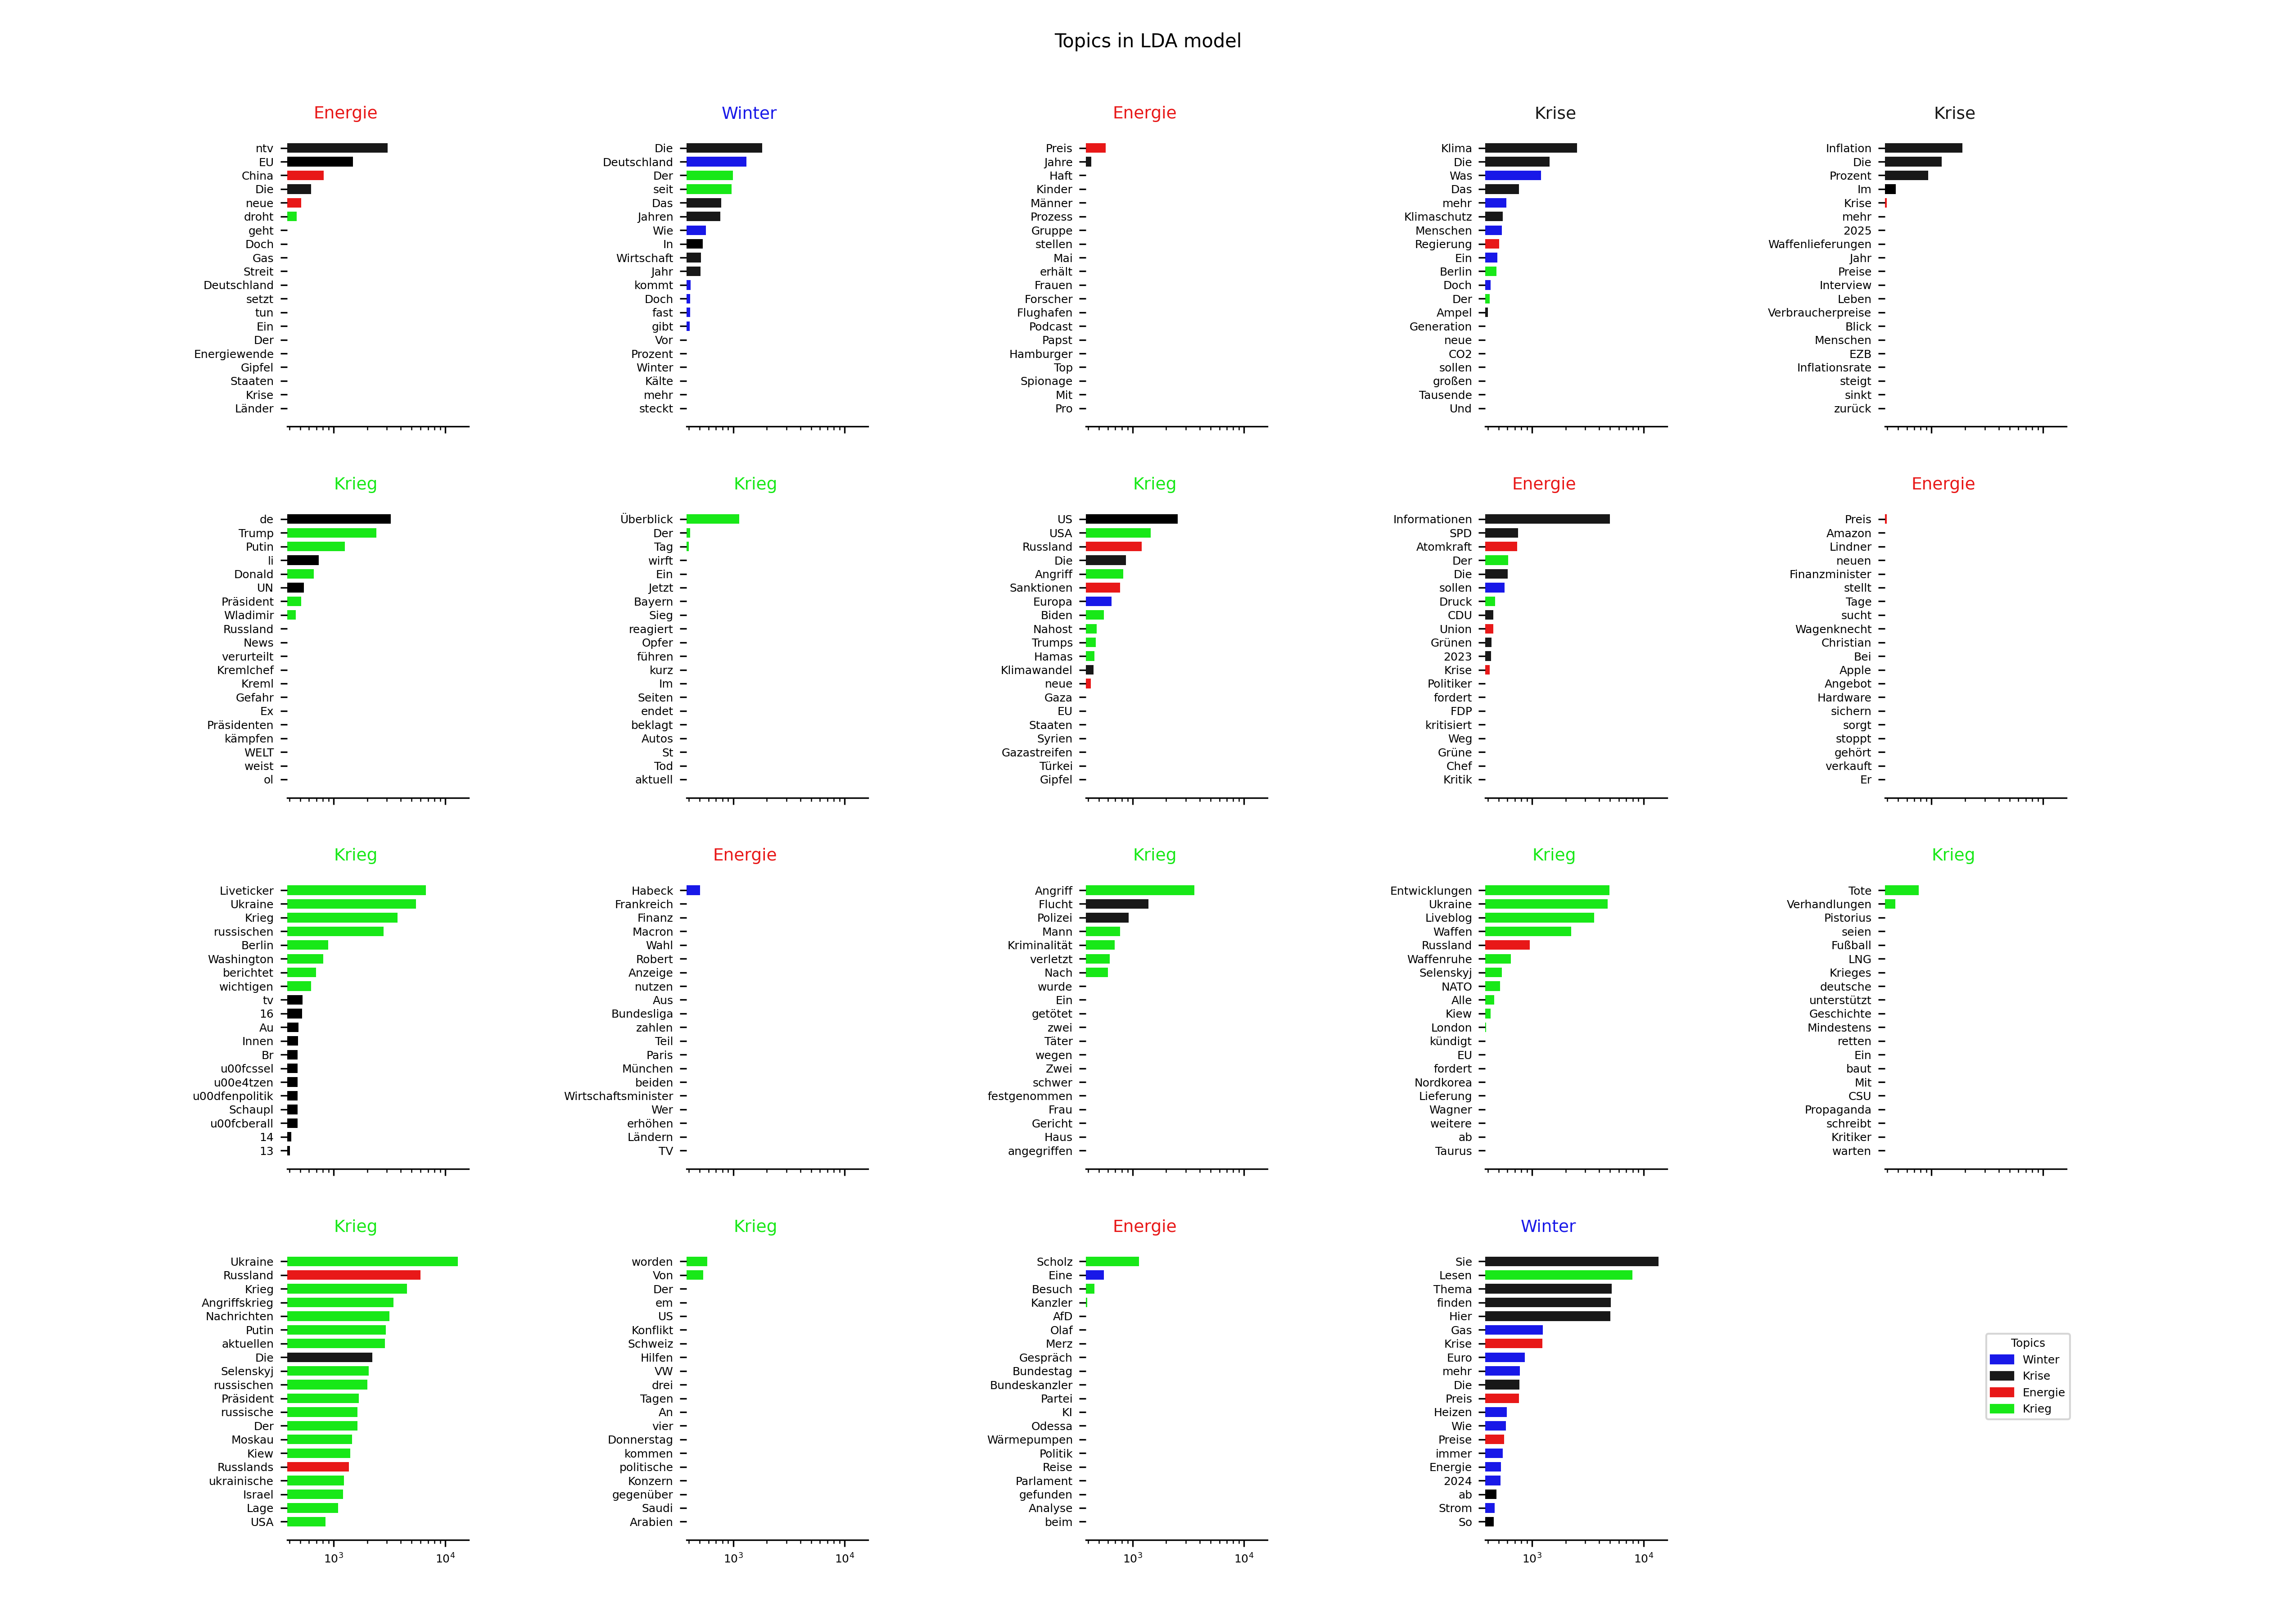 Topics in LDA model
Energie
ntv
EU
China
Die
neue
droht
geht
Doch
Gas
Streit
Deutschland
setzt
tun
Ein
Der
Energiewende
Gipfel
Staaten
Krise
Länder
Winter
Die
Deutschland
Der
seit
Das
Jahren
Wie
In
Wirtschaft
Jahr
kommt
Doch
fast
gibt
Vor
Prozent
Winter
Kälte
mehr
steckt
Energie
Preis
Jahre
Haft
Kinder
Männer
Prozess
Gruppe
stellen
Mai
erhält
Frauen
Forscher
Flughafen
Podcast
Papst
Hamburger
Top
Spionage
Mit
Pro
Krise
Klima
Die
Was
Das
mehr
Klimaschutz
Menschen
Regierung
Ein
Berlin
Doch
Der
Ampel
Generation
neue
CO2
sollen
großen
Tausende
Und
Krise
Inflation
Die
Prozent
Im
Krise
mehr
2025
Waffenlieferungen
Jahr
Preise
Interview
Leben
Verbraucherpreise
Blick
Menschen
EZB
Inflationsrate
steigt
sinkt
zurück
Krieg
de
Trump
Putin
li
Donald
UN
Präsident
Wladimir
Russland
News
verurteilt
Kremlchef
Kreml
Gefahr
Ex
Präsidenten
kämpfen
WELT
weist
ol
Krieg
Überblick
Der
Tag
wirft
Ein
Jetzt
Bayern
Sieg
reagiert
Opfer
führen
kurz
Im
Seiten
endet
beklagt
Autos
St
Tod
aktuell
Krieg
US
USA
Russland
Die
Angriff
Sanktionen
Europa
Biden
Nahost
Trumps
Hamas
Klimawandel
neue
Gaza
EU
Staaten
Syrien
Gazastreifen
Türkei
Gipfel
Energie
Informationen
SPD
Atomkraft
Der
Die
sollen
Druck
CDU
Union
Grünen
2023
Krise
Politiker
fordert
FDP
kritisiert
Weg
Grüne
Chef
Kritik
Energie
Preis
Amazon
Lindner
neuen
Finanzminister
stellt
Tage
sucht
Wagenknecht
Christian
Bei
Apple
Angebot
Hardware
sichern
sorgt
stoppt
gehört
verkauft
Er
Krieg
Liveticker
Ukraine
Krieg
russischen
Berlin
Washington
berichtet
wichtigen
tv
16
Au
Innen
Br
u00fcssel
u00e4tzen
u00dfenpolitik
Schaupl
u00fcberall
14
13
Energie
Habeck
Frankreich
Finanz
Macron
Wahl
Robert
Anzeige
nutzen
Aus
Bundesliga
zahlen
Teil
Paris
München
beiden
Wirtschaftsminister
Wer
erhöhen
Ländern
TV
Krieg
Angriff
Flucht
Polizei
Mann
Kriminalität
verletzt
Nach
wurde
Ein
getötet
zwei
Täter
wegen
Zwei
schwer
festgenommen
Frau
Gericht
Haus
angegriffen
Krieg
Entwicklungen
Ukraine
Liveblog
Waffen
Russland
Waffenruhe
Selenskyj
NATO
Alle
Kiew
London
kündigt
EU
fordert
Nordkorea
Lieferung
Wagner
weitere
ab
Taurus
Krieg
Tote
Verhandlungen
Pistorius
seien
Fußball
LNG
Krieges
deutsche
unterstützt
Geschichte
Mindestens
retten
Ein
baut
Mit
CSU
Propaganda
schreibt
Kritiker
warten
Krieg
Ukraine
Russland
Krieg
Angriffskrieg
Nachrichten
Putin
aktuellen
Die
Selenskyj
russischen
Präsident
russische
Der
Moskau
Kiew
Russlands
ukrainische
Israel
Lage
USA
10³ 10⁴
Krieg
worden
Von
Der
em
US
Konflikt
Schweiz
Hilfen
VW
drei
Tagen
An
vier
Donnerstag
kommen
politische
Konzern
gegenüber
Saudi
Arabien
10³ 10⁴
Energie
Scholz
Eine
Besuch
Kanzler
AfD
Olaf
Merz
Gespräch
Bundestag
Bundeskanzler
Partei
KI
Odessa
Wärmepumpen
Politik
Reise
Parlament
gefunden
Analyse
beim
10³ 10⁴
Winter
Sie
Lesen
Thema
finden
Hier
Gas
Krise
Euro
mehr
Die
Preis
Heizen
Wie
Preise
immer
Energie
2024
ab
Strom
So
10³ 10⁴
Topics
Winter
Krise
Energie
Krieg